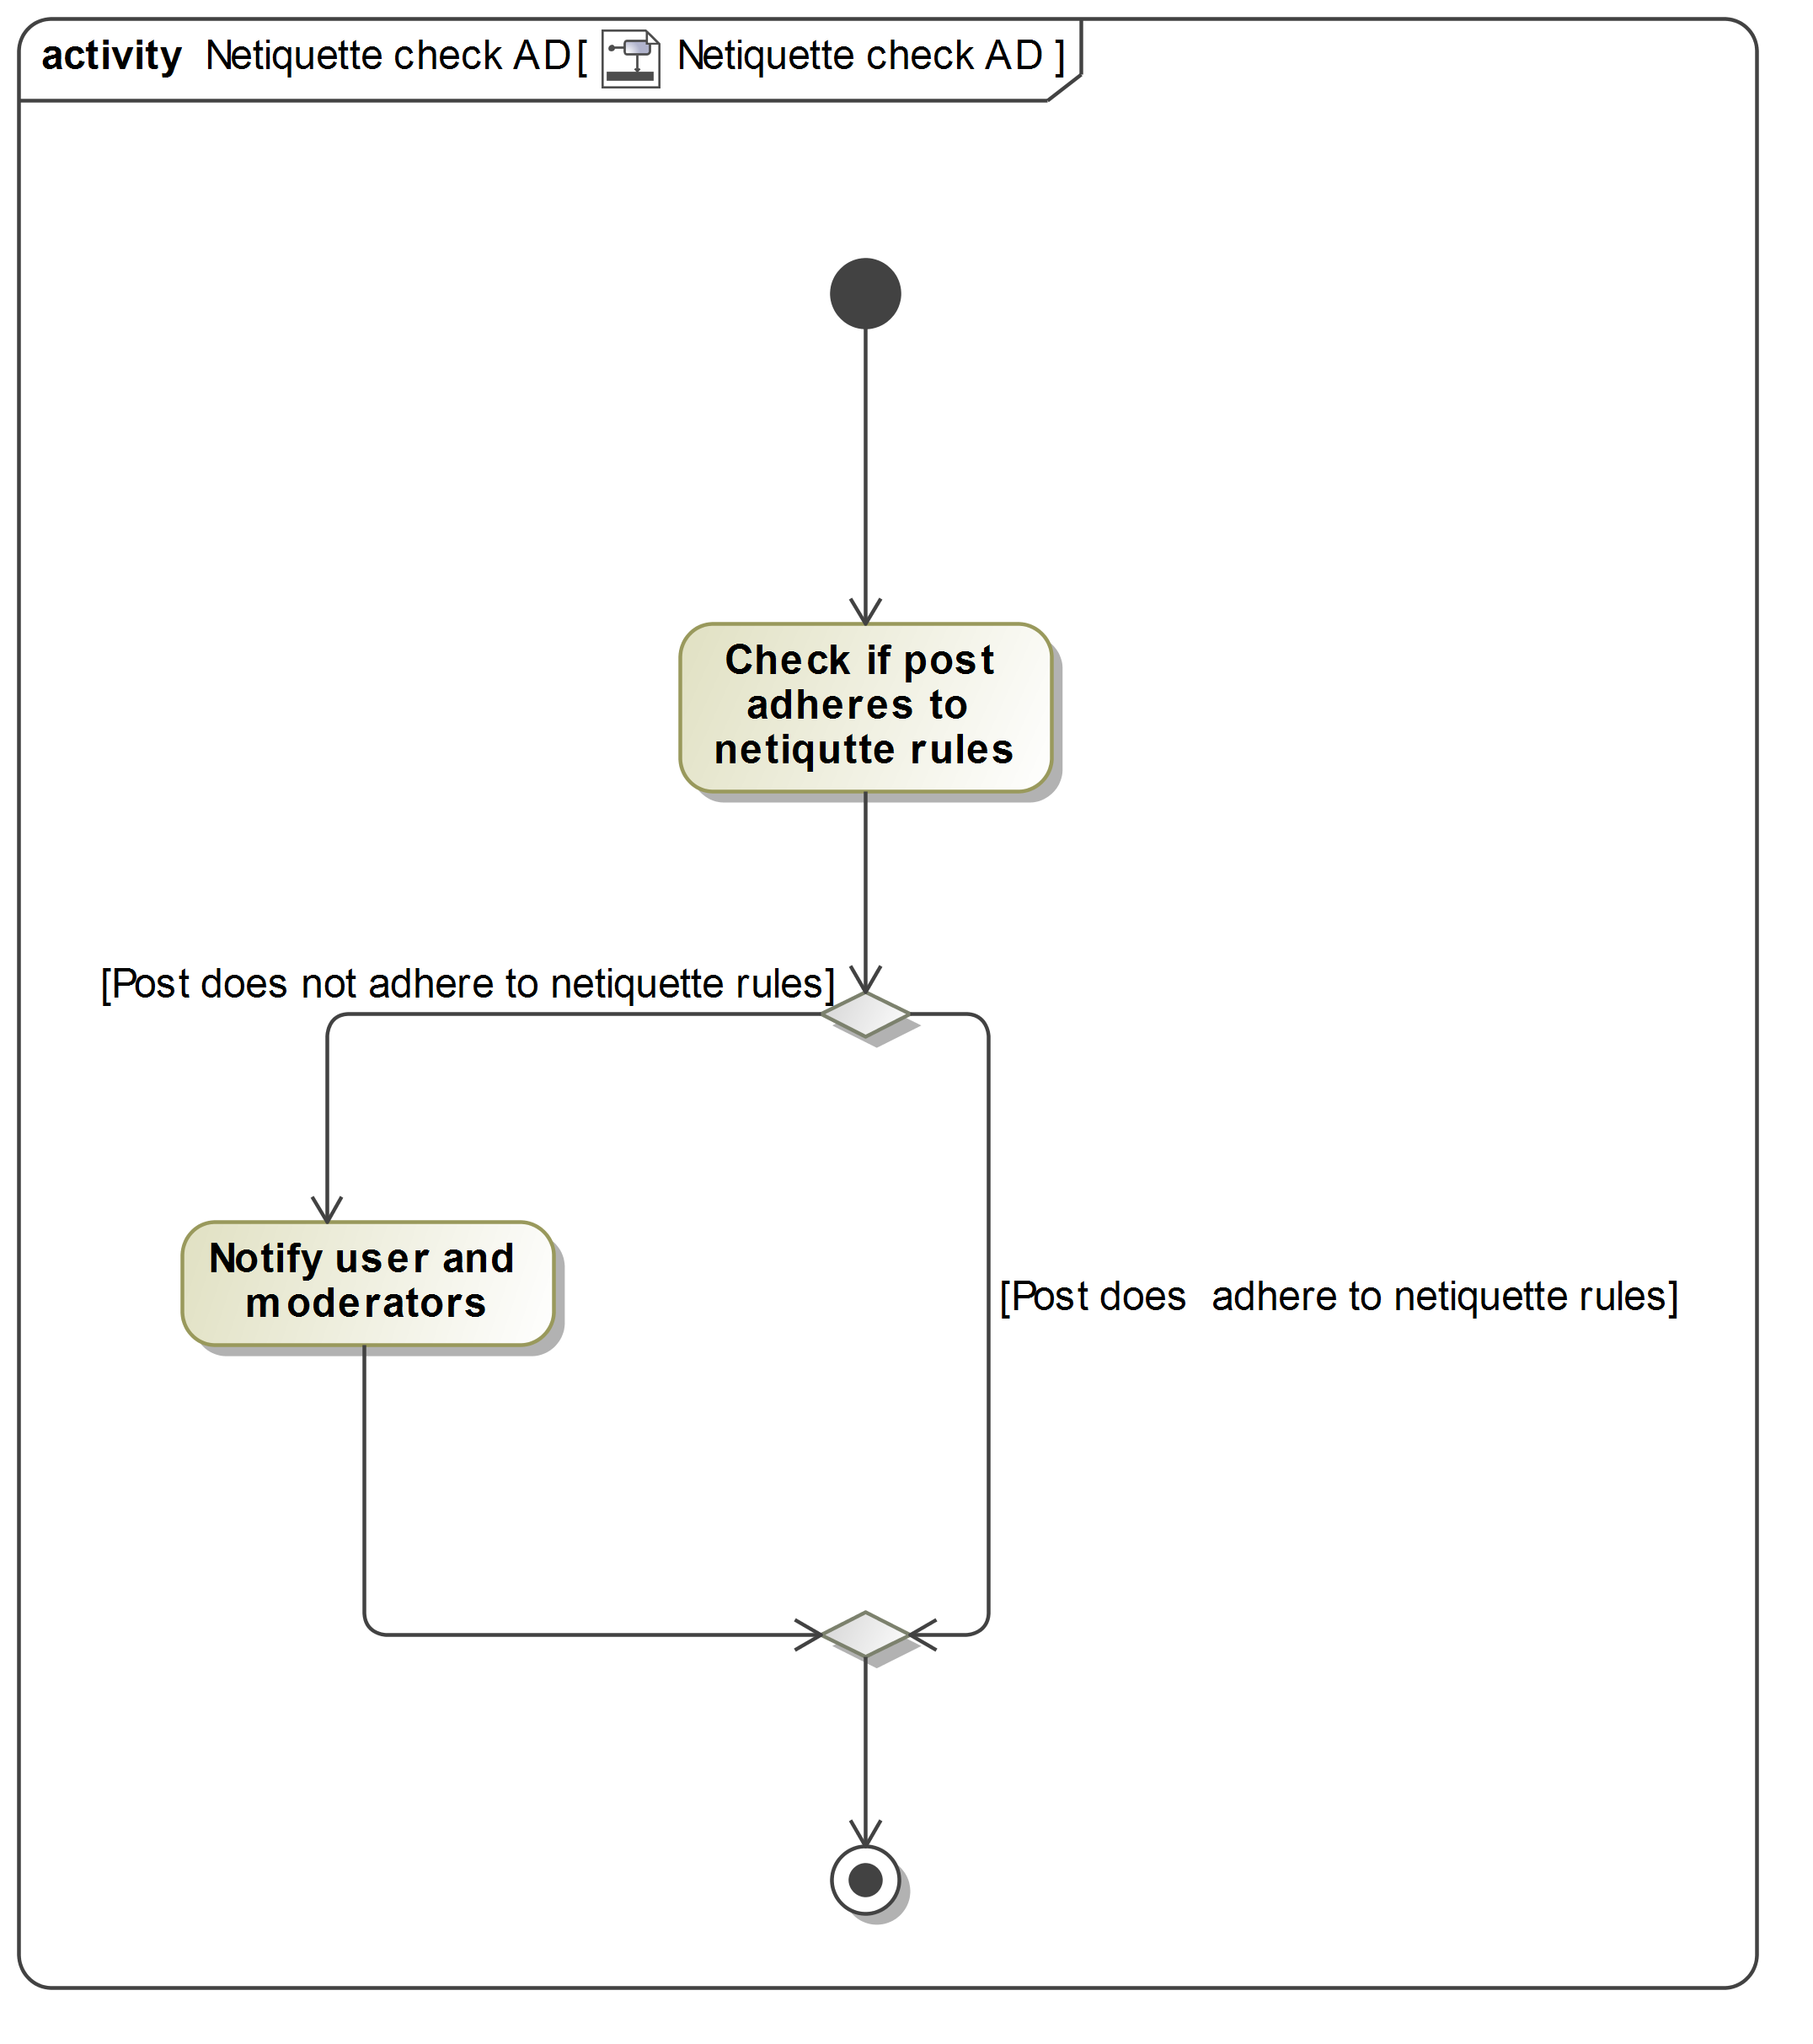 activity Netiquette check AD [ Netiquette check AD ]
Check if post
adheres to
netiqutte rules
[Post does not adhere to netiquette rules]
Notify user and
moderators
[Post does  adhere to netiquette rules]